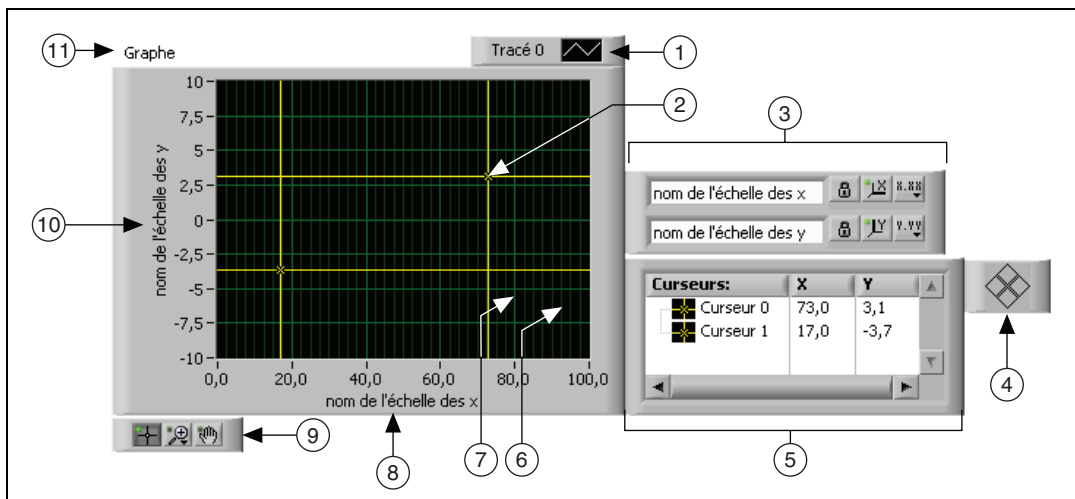 11
Graphe
Tracé 0
1
10
7,5
5
2,5
0
-2,5
-5
-7,5
-10
nom de l'échelle des y
10
0,0 20,0 40,0 60,0 80,0 100,0
nom de l'échelle des x
2
3
nom de l'échelle des x
X.XX
nom de l'échelle des y
Y.YY
Curseurs: X Y
Curseur 0 73,0 3,1
Curseur 1 17,0 -3,7
4
9
8
7
6
5